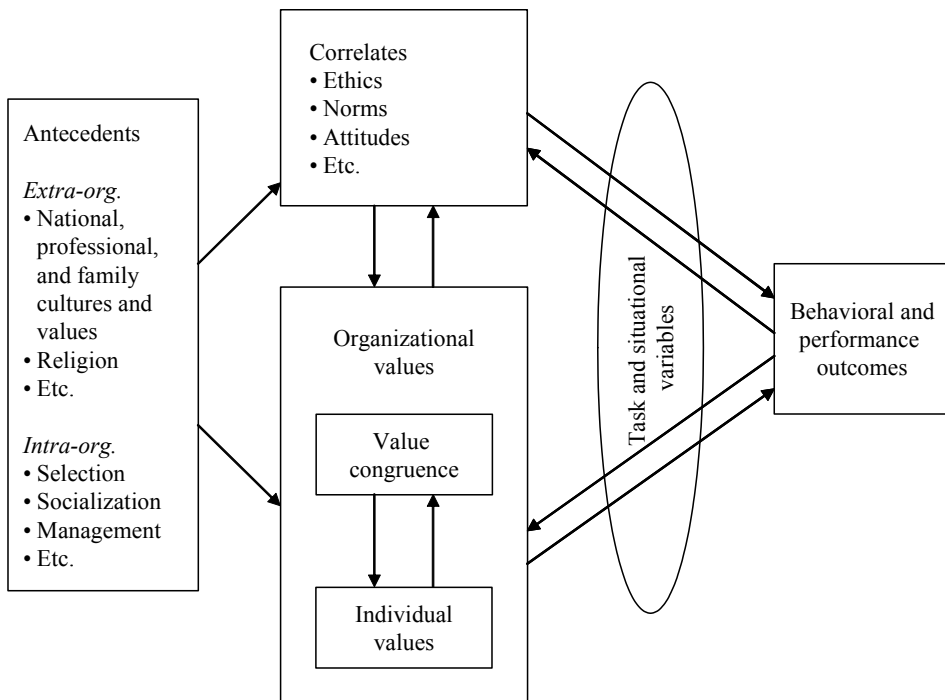 Antecedents
Extra-org.
• National,
professional,
and family
cultures and
values
• Religion
• Etc.
Intra-org.
• Selection
• Socialization
• Management
• Etc.
Correlates
• Ethics
• Norms
• Attitudes
• Etc.
Organizational
values
Value
congruence
Individual
values
Task and situational
variables
Behavioral and
performance
outcomes